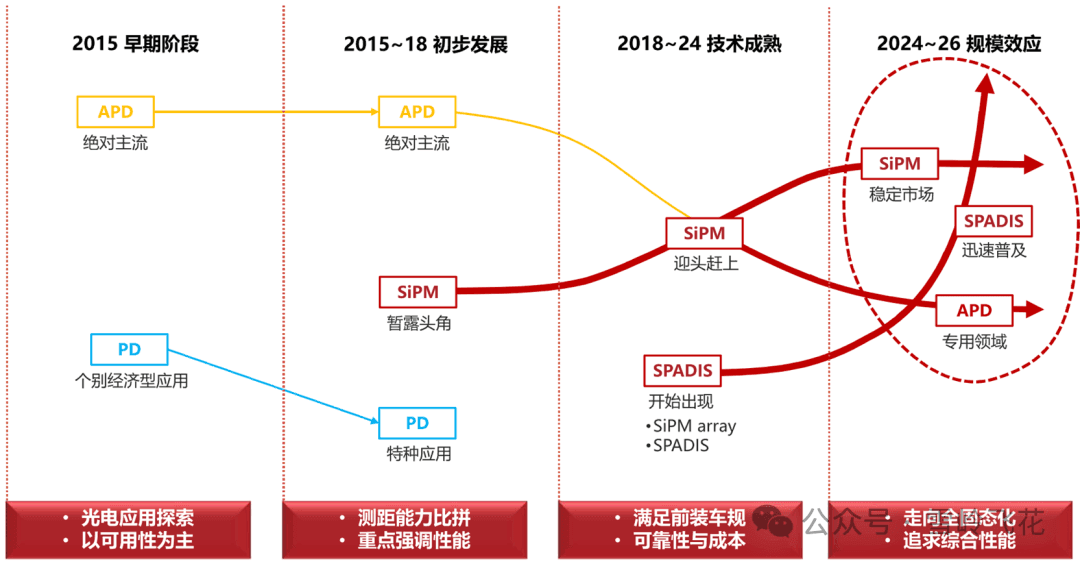 2015 早期阶段
2015~18 初步发展
2018~24 技术成熟
2024~26 规模效应
APD
绝对主流
APD
绝对主流
SiPM
稳定市场
SiPM
迎头赶上
SPADIS
迅速普及
SiPM
暂露头角
APD
专用领域
PD
个别经济型应用
SPADIS
开始出现
•SiPM array
•SPADIS
PD
特种应用
• 光电应用探索
• 以可用性为主
• 测距能力比拼
• 重点强调性能
• 满足前装车规
• 可靠性与成本
• 走向全固态化
• 追求综合性能
公众号·雪岭飞花